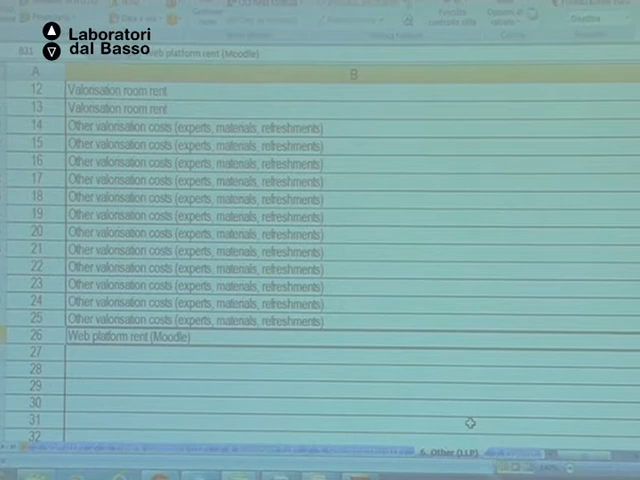 Laboratori
dal Basso
B31
Web platform rent (Moodle)
A
B
12 Valorisation room rent
13 Valorisation room rent
14 Other valorisation costs (experts, materials, refreshments)
15 Other valorisation costs (experts, materials, refreshments)
16 Other valorisation costs (experts, materials, refreshments)
17 Other valorisation costs (experts, materials, refreshments)
18 Other valorisation costs (experts, materials, refreshments)
19 Other valorisation costs (experts, materials, refreshments)
20 Other valorisation costs (experts, materials, refreshments)
21 Other valorisation costs (experts, materials, refreshments)
22 Other valorisation costs (experts, materials, refreshments)
23 Other valorisation costs (experts, materials, refreshments)
24 Other valorisation costs (experts, materials, refreshments)
25 Other valorisation costs (experts, materials, refreshments)
26 Web platform rent (Moodle)
27
28
29
30
31
32
6. Other (I.I.P.)
140%